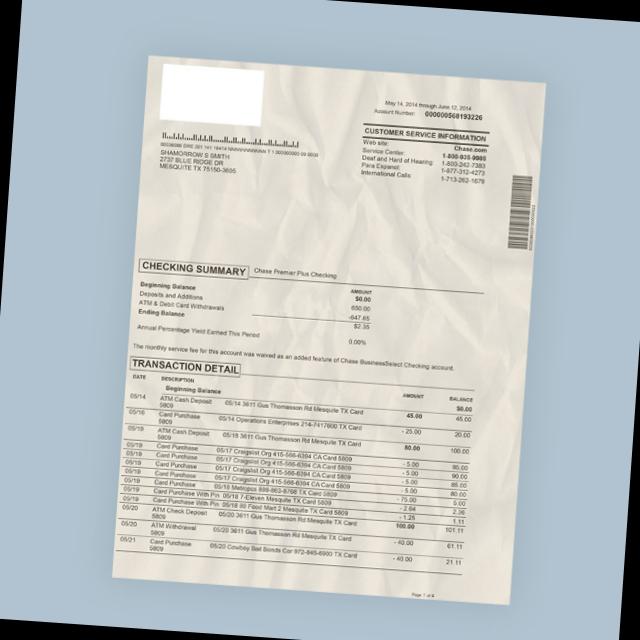 May 14, 2014 through June 12, 2014
Account Number: 000000568193226
CUSTOMER SERVICE INFORMATION
Web site: Chase.com
Service Center: 1-800-935-9985
Deaf and Hard of Hearing 1-800-242-7383
Para Espanol: 1-877-312-4273
International Calls 1-713-262-1679
SHAMORROW S SMITH
2737 BLUE RIDGE DR
MESQUITE TX 75150-3605
CHECKING SUMMARY Chase Premier Plus Checking
AMOUNT
Beginning Balance $0.00
Deposits and Additions 650.00
ATM & Debit Card Withdrawals -647.65
Ending Balance $2.35
Annual Percentage Yield Earned This Period 0.00%
The monthly service fee for this account was waived as an added feature of Chase BusinessSelect Checking account.
TRANSACTION DETAIL
DATE DESCRIPTION AMOUNT BALANCE
Beginning Balance $0.00
05/14 ATM Cash Deposit 05/14 3611 Gus Thomasson Rd Mesquite TX Card 45.00 45.00
5809
05/16 Card Purchase 05/14 Operations Enterprises 214-7417600 TX Card - 25.00 20.00
5809
05/19 ATM Cash Deposit 05/18 3611 Gus Thomasson Rd Mesquite TX Card 80.00 100.00
5809
05/19 Card Purchase 05/17 Craigslist Org 415-566-6394 CA Card 5809 - 5.00 95.00
05/19 Card Purchase 05/17 Craigslist Org 415-566-6394 CA Card 5809 - 5.00 90.00
05/19 Card Purchase 05/17 Craigslist Org 415-566-6394 CA Card 5809 - 5.00 85.00
05/19 Card Purchase 05/17 Craigslist Org 415-566-6394 CA Card 5809 - 5.00 80.00
05/19 Card Purchase 05/18 Metropcs 888-863-8768 TX Card 5809 - 75.00 5.00
05/19 Card Purchase With Pin 05/18 7-Eleven Mesquite TX Card 5809 - 2.64 2.36
05/19 Card Purchase With Pin 05/18 80 Food Mart 2 Mesquite TX Card 5809 - 1.25 1.11
05/20 ATM Check Deposit 05/20 3611 Gus Thomasson Rd Mesquite TX Card 100.00 101.11
5809
05/20 ATM Withdrawal 05/20 3611 Gus Thomasson Rd Mesquite TX Card - 40.00 61.11
5809
05/21 Card Purchase 05/20 Cowboy Bail Bonds Cor 972-845-6900 TX Card - 40.00 21.11
5809
Page 1 of 4